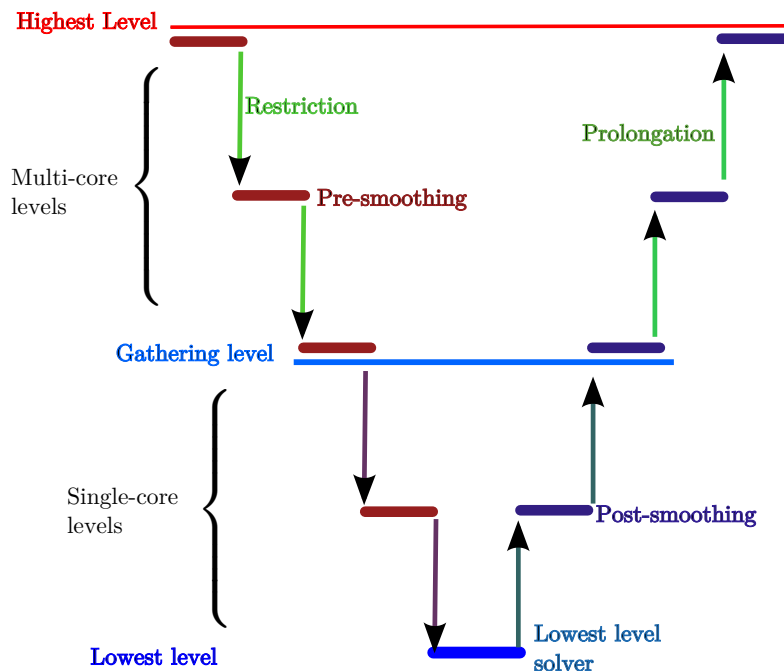 Highest Level
Restriction
Prolongation
Multi-core
levels
Pre-smoothing
Gathering level
Single-core
levels
Post-smoothing
Lowest level
solver
Lowest level